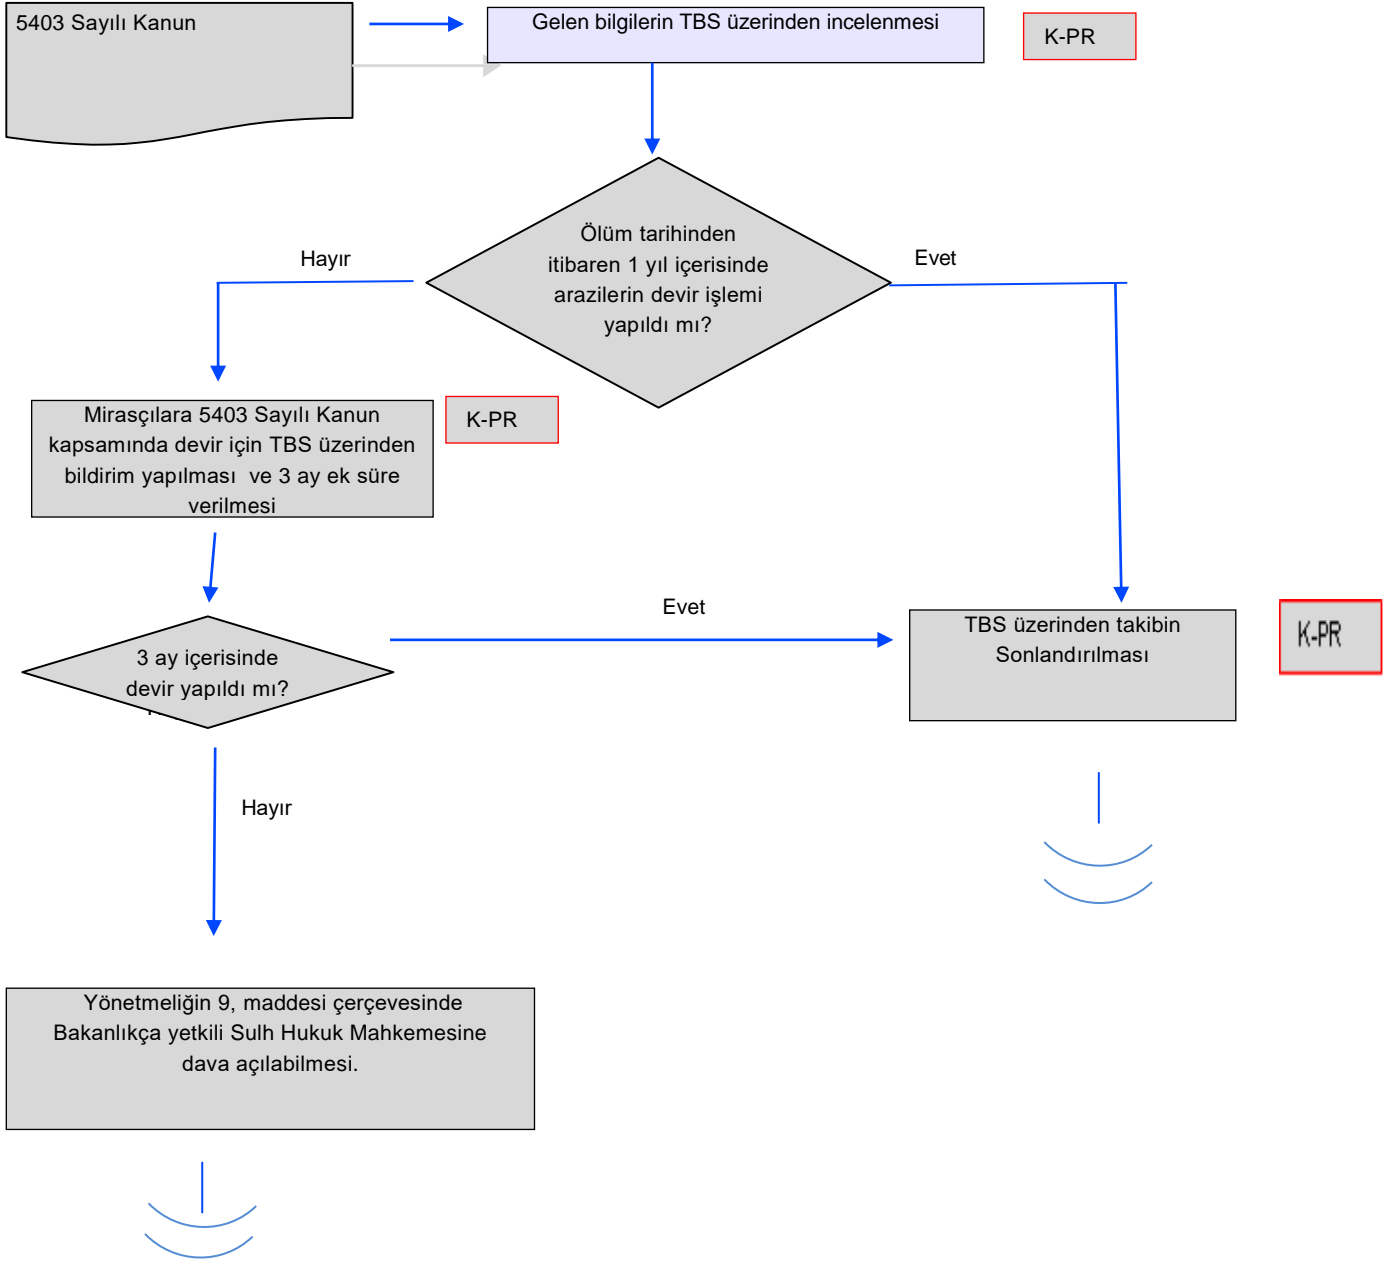 5403 Sayılı Kanun
Gelen bilgilerin TBS üzerinden incelenmesi
K-PR
Ölüm tarihinden
itibaren 1 yıl içerisinde
arazilerin devir işlemi
yapıldı mı?
Hayır
Evet
Mirasçılara 5403 Sayılı Kanun
kapsamında devir için TBS üzerinden
bildirim yapılması  ve 3 ay ek süre
verilmesi
K-PR
3 ay içerisinde
devir yapıldı mı?
Evet
TBS üzerinden takibin
Sonlandırılması
K-PR
Hayır
Yönetmeliğin 9, maddesi çerçevesinde
Bakanlıkça yetkili Sulh Hukuk Mahkemesine
dava açılabilmesi.